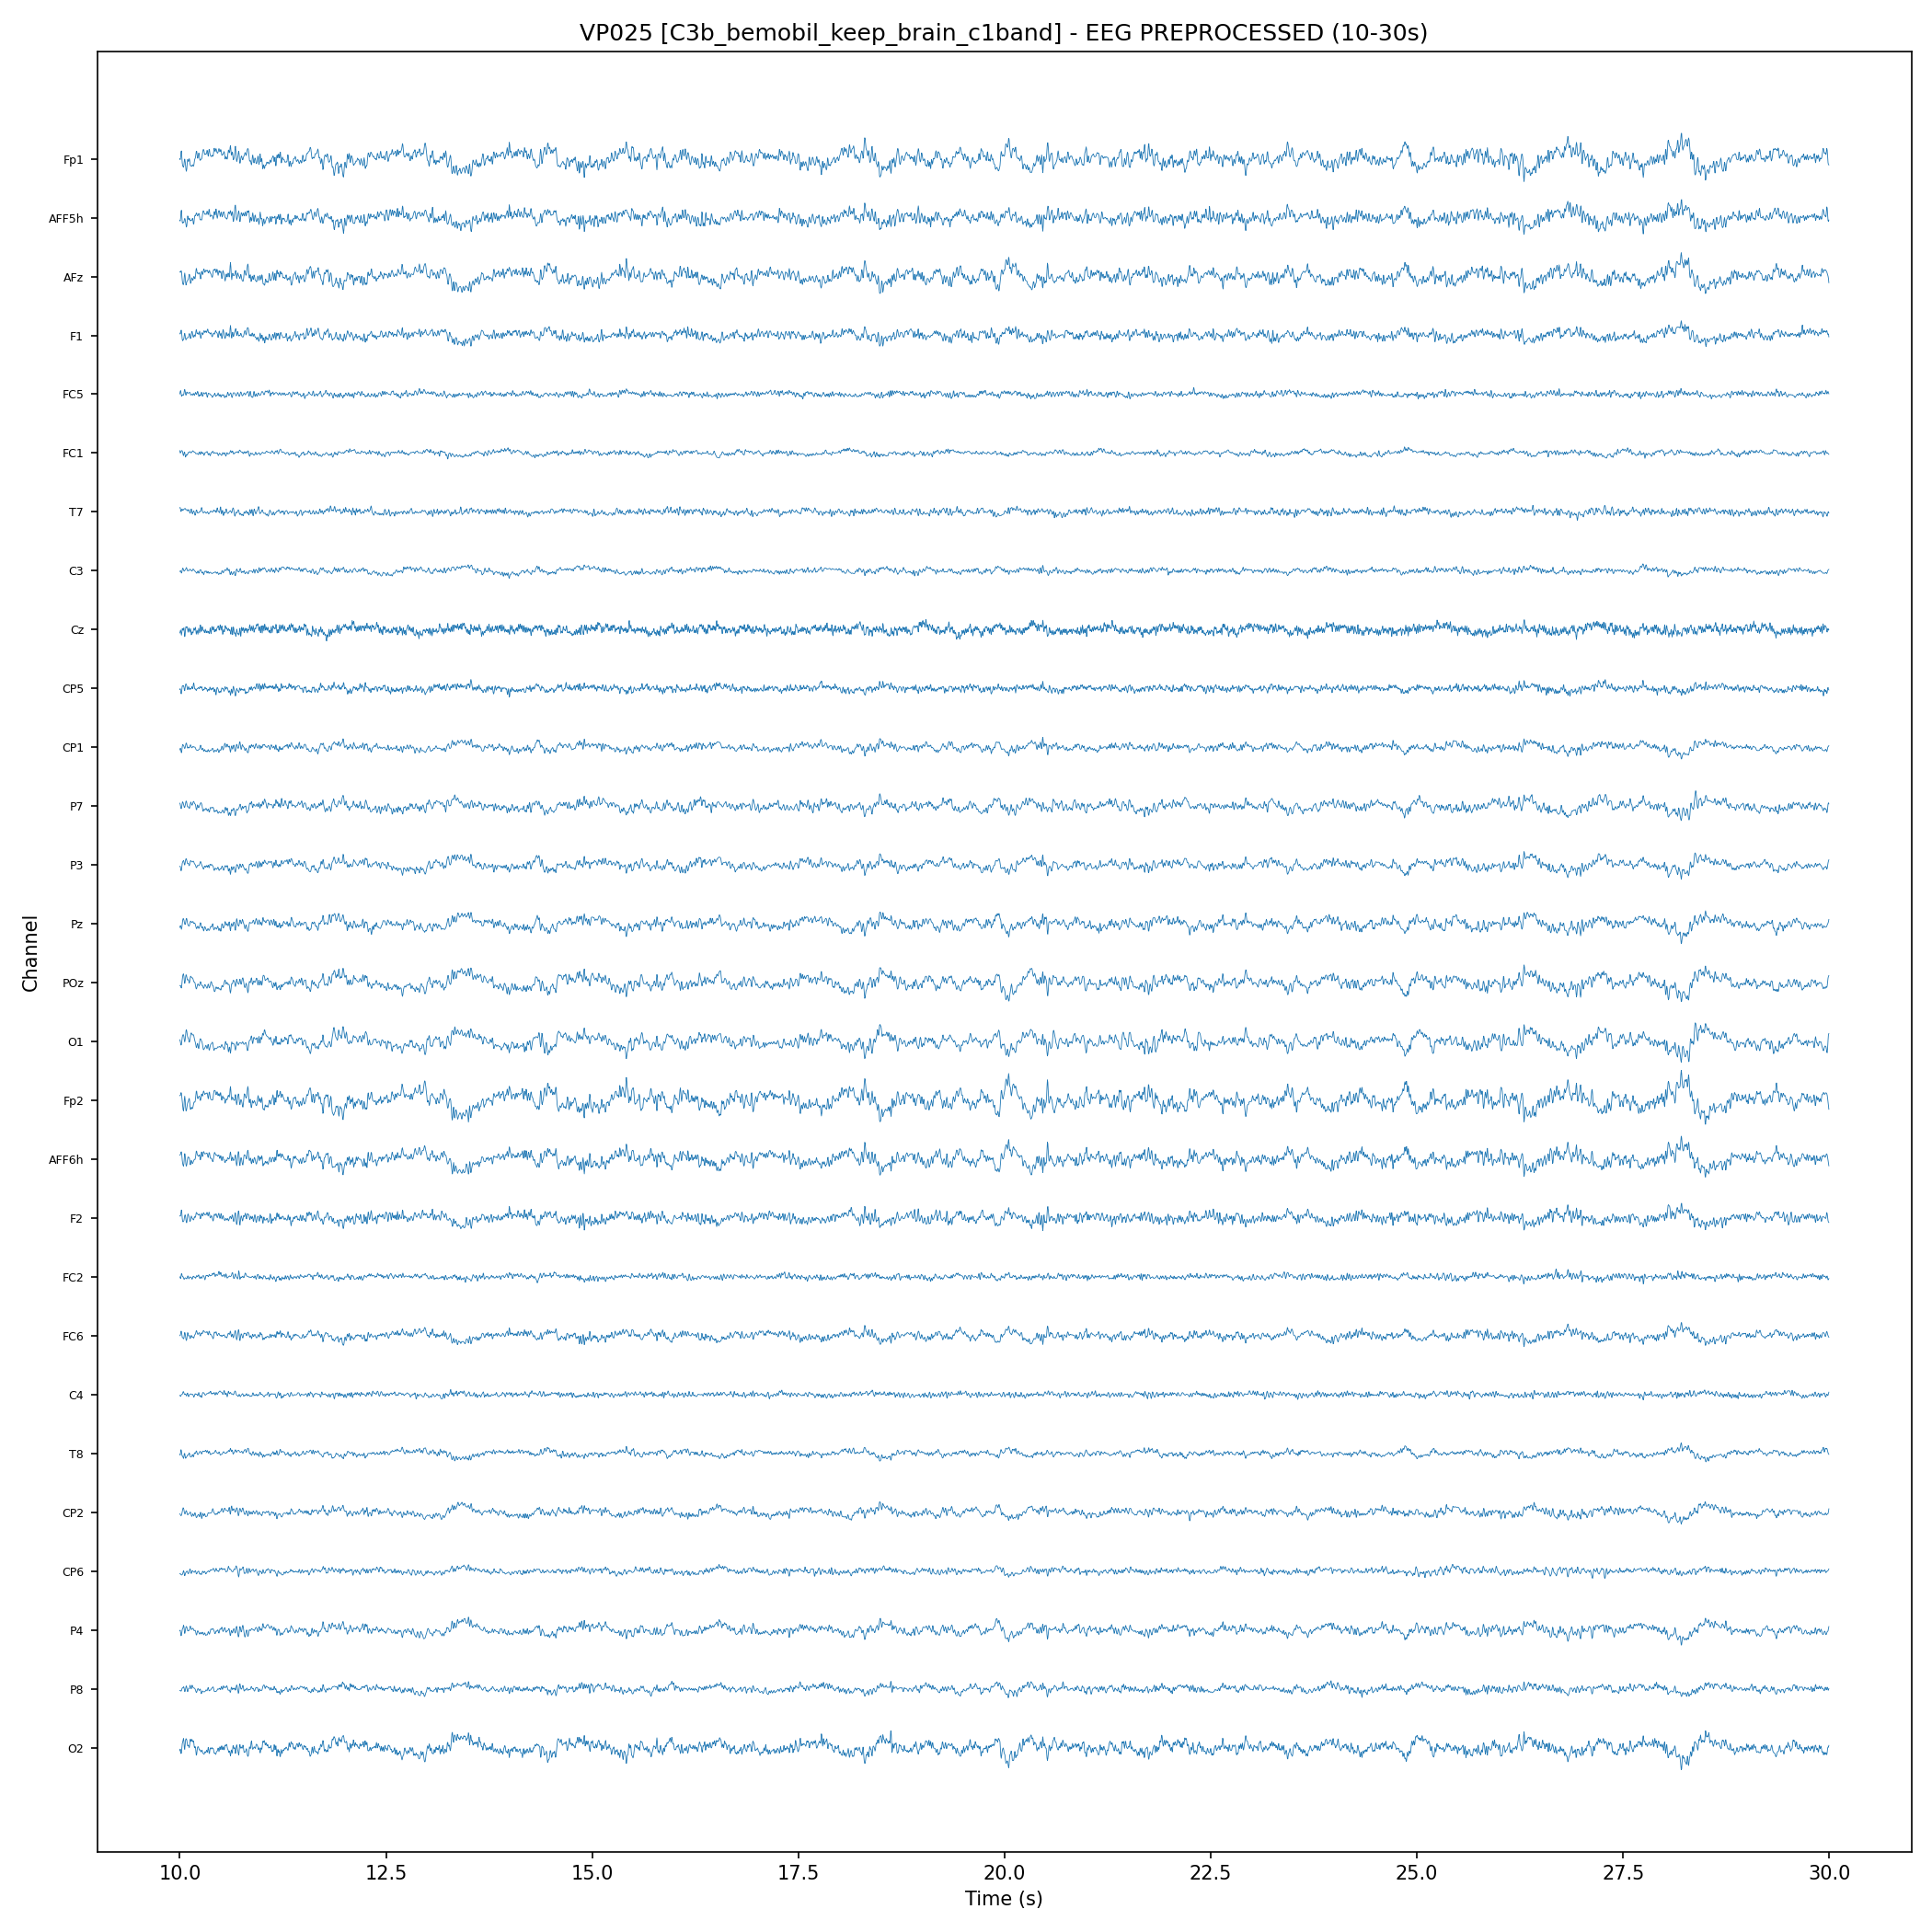 VP025 [C3b_bemobil_keep_brain_c1band] - EEG PREPROCESSED (10-30s)
Channel
Fp1
AFF5h
AFz
F1
FC5
FC1
T7
C3
Cz
CP5
CP1
P7
P3
Pz
POz
O1
Fp2
AFF6h
F2
FC2
FC6
C4
T8
CP2
CP6
P4
P8
O2
10.0 12.5 15.0 17.5 20.0 22.5 25.0 27.5 30.0
Time (s)